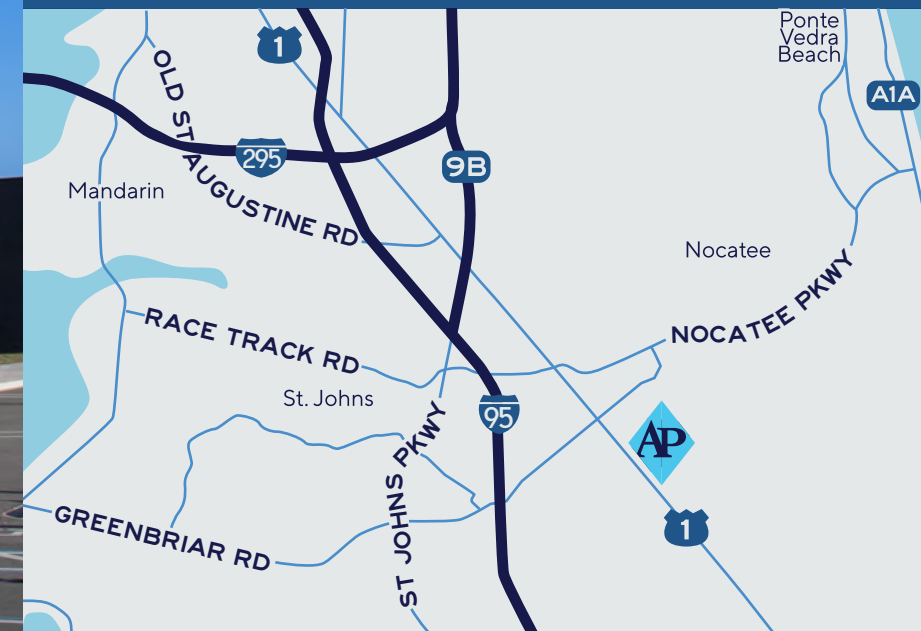 Ponte
Vedra
Beach
1
A1A
OLD ST AUGUSTINE RD
295
9B
Mandarin
Nocatee
NOCATEE PKWY
RACE TRACK RD
St. Johns
95
AP
ST JOHNS PKWY
GREENBRIAR RD
1